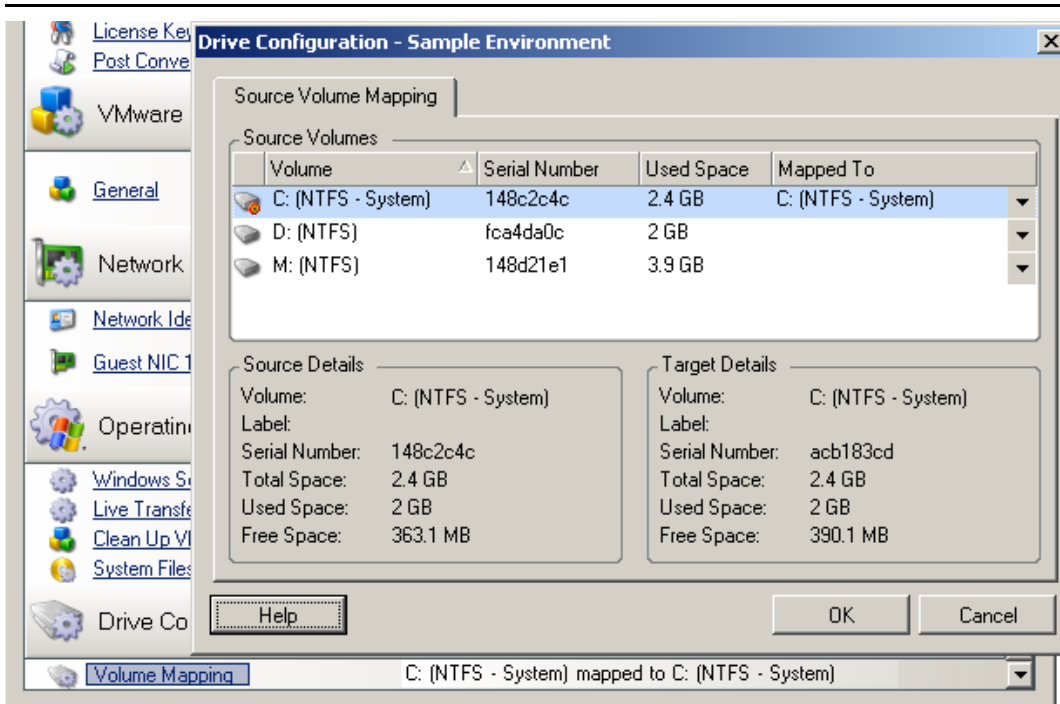 License Key
Post Conve
Drive Configuration - Sample Environment
VMware
Source Volume Mapping
Source Volumes
Volume Serial Number Used Space Mapped To
General
C: (NTFS - System) 148c2c4c 2.4 GB C: (NTFS - System)
D: (NTFS) fca4da0c 2 GB
M: (NTFS) 148d21e1 3.9 GB
Network
Network Ide
Guest NIC 1
Source Details
Volume: C: (NTFS - System)
Label:
Serial Number: 148c2c4c
Total Space: 2.4 GB
Used Space: 2 GB
Free Space: 363.1 MB
Target Details
Volume: C: (NTFS - System)
Label:
Serial Number: acb183cd
Total Space: 2.4 GB
Used Space: 2 GB
Free Space: 390.1 MB
Operatin
Windows Se
Live Transfe
Clean Up V
System Files
Drive Co
Help
OK
Cancel
Volume Mapping C: (NTFS - System) mapped to C: (NTFS - System)